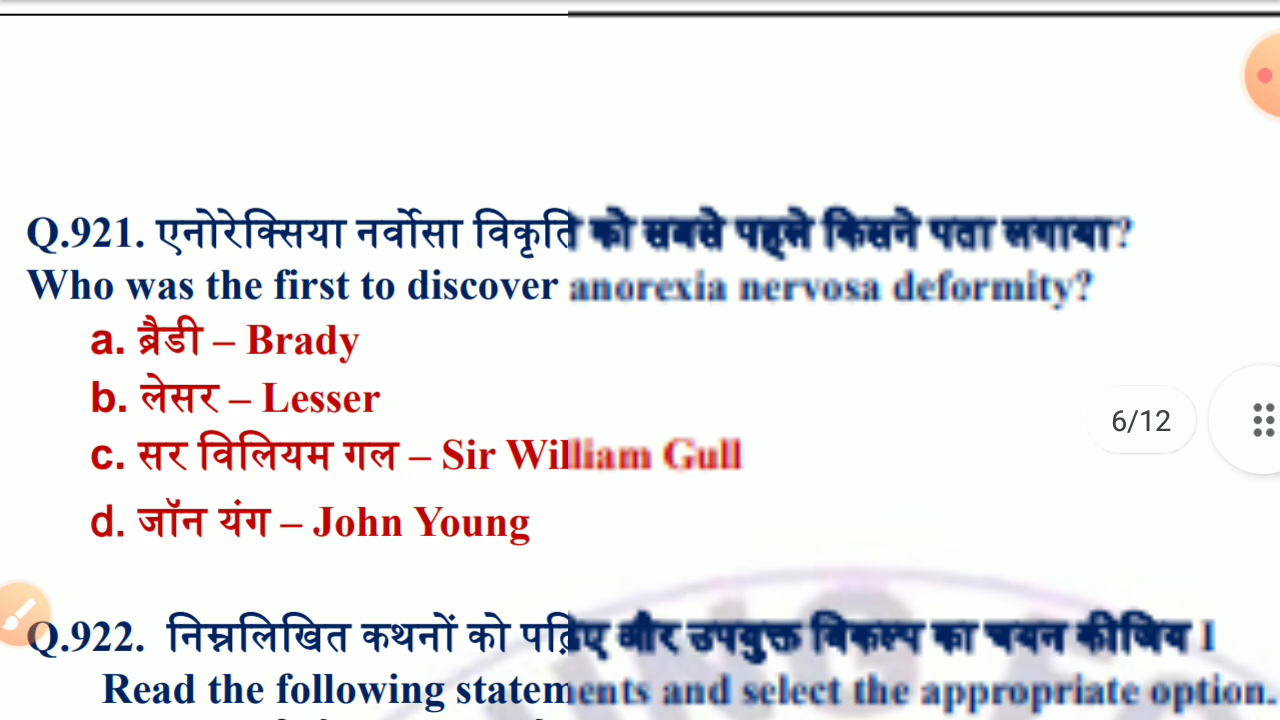 Q.921. एनोरेक्सिया नर्वोसा विकृति को सबसे पहले किसने पता लगाया?
Who was the first to discover anorexia nervosa deformity?
a. ब्रैडी – Brady
b. लेसर – Lesser
c. सर विलियम गल – Sir William Gull
6/12
d. जॉन यंग – John Young
Q.922. निम्नलिखित कथनों को पढ़िए और उपयुक्त विकल्प का चयन कीजिय I
Read the following statements and select the appropriate option.